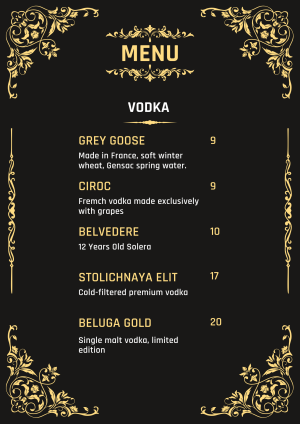 MENU
VODKA
GREY GOOSE 9
Made in France, soft winter
wheat, Gensac spring water.
CIROC 9
Fremch vodka made exclusively
with grapes
BELVEDERE 10
12 Years Old Solera
STOLICHNAYA ELIT 17
Cold-filtered premium vodka
BELUGA GOLD 20
Single malt vodka, limited
edition